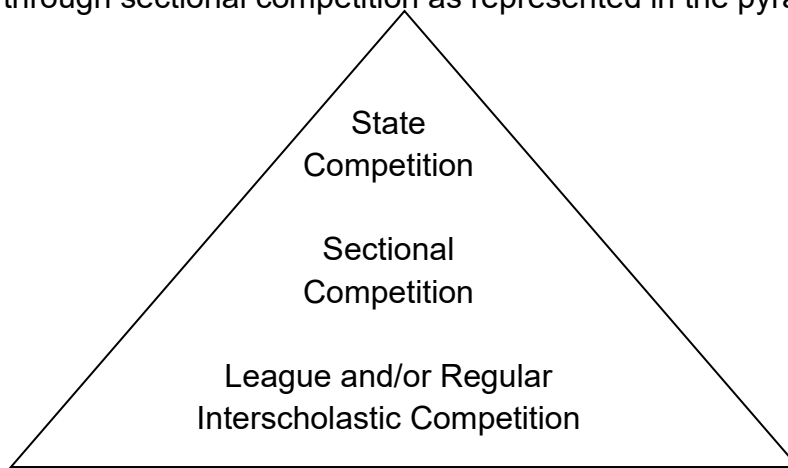 through sectional competition as represented in the
State
Competition
Sectional
Competition
League and/or Regular
Interscholastic Competition